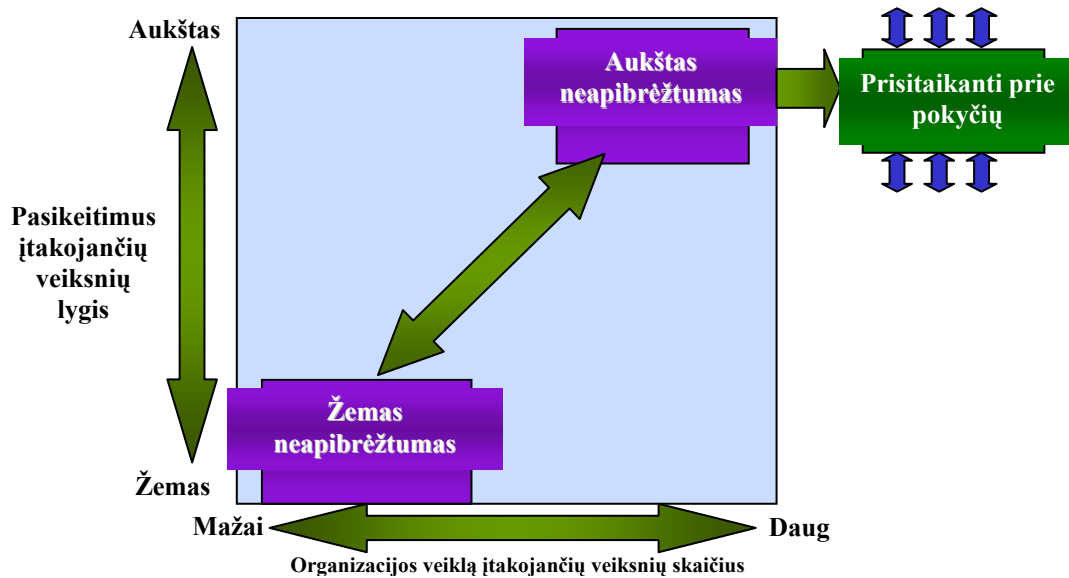 Aukštas
Aukštas
neapibrėžtumas
Prisitaikanti prie
pokyčių
Pasikeitimus
įtakojančių
veiksnių
lygis
Žemas
neapibrėžtumas
Žemas
Mažai
Daug
Organizacijos veiklą įtakojančių veiksnių skaičius